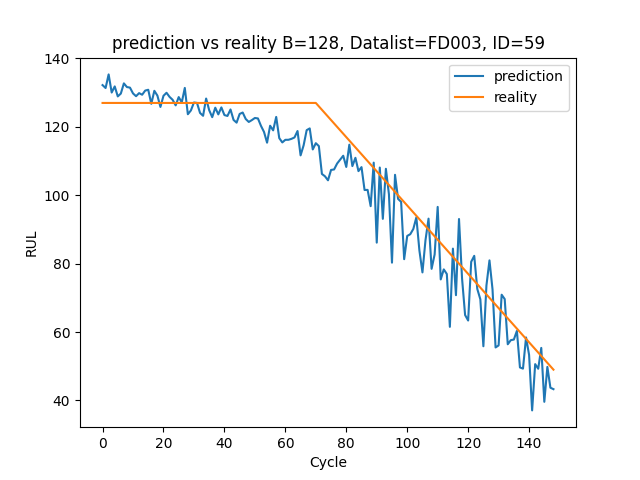 prediction vs reality B=128, Datalist=FD003, ID=59
prediction
reality
RUL
140
120
100
80
60
40
0 20 40 60 80 100 120 140
Cycle